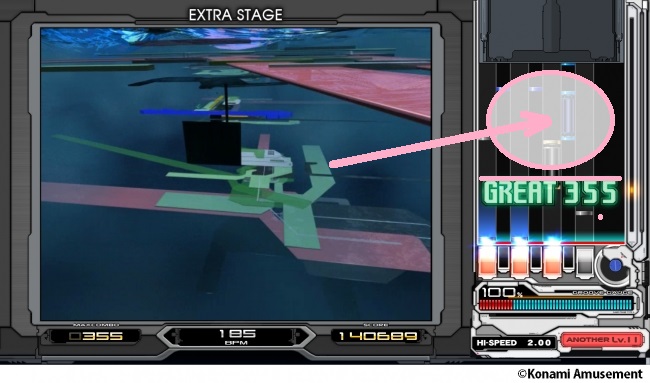 EXTRA STAGE
GREAT 355
100%
GROOVE GAUGE
MAXCOMBO
0355
185
BPM
SCORE
140689
HI-SPEED 2.00
ANOTHER Lv.11
©Konami Amusement